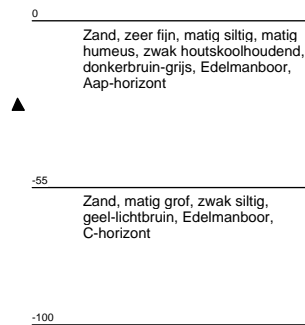 0
Zand, zeer fijn, matig siltig, matig
humeus, zwak houtskoolhoudend,
donkerbruin-grijs, Edelmanboor,
Aap-horizont
-55
Zand, matig grof, zwak siltig,
geel-lichtbruin, Edelmanboor,
C-horizont
-100